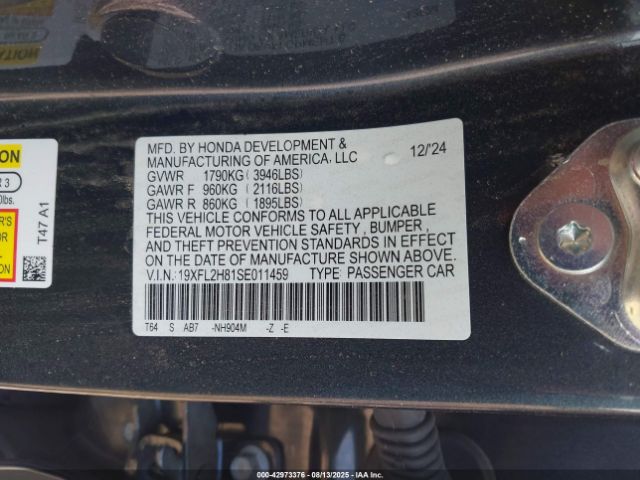 MFD. BY HONDA DEVELOPMENT &
MANUFACTURING OF AMERICA, LLC 12/'24
GVWR 1790KG ( 3946LBS)
GAWR F 960KG ( 2116LBS)
GAWR R 860KG ( 1895LBS)
THIS VEHICLE CONFORMS TO ALL APPLICABLE
FEDERAL MOTOR VEHICLE SAFETY , BUMPER ,
AND THEFT PREVENTION STANDARDS IN EFFECT
ON THE DATE OF MANUFACTURE SHOWN ABOVE.
V.I.N.: 19XFL2H81SE011459 TYPE: PASSENGER CAR
T64 S AB7 -NH904M -Z -E
T47 A1
00-42973376 | 08/13/2025 | IAA Inc.